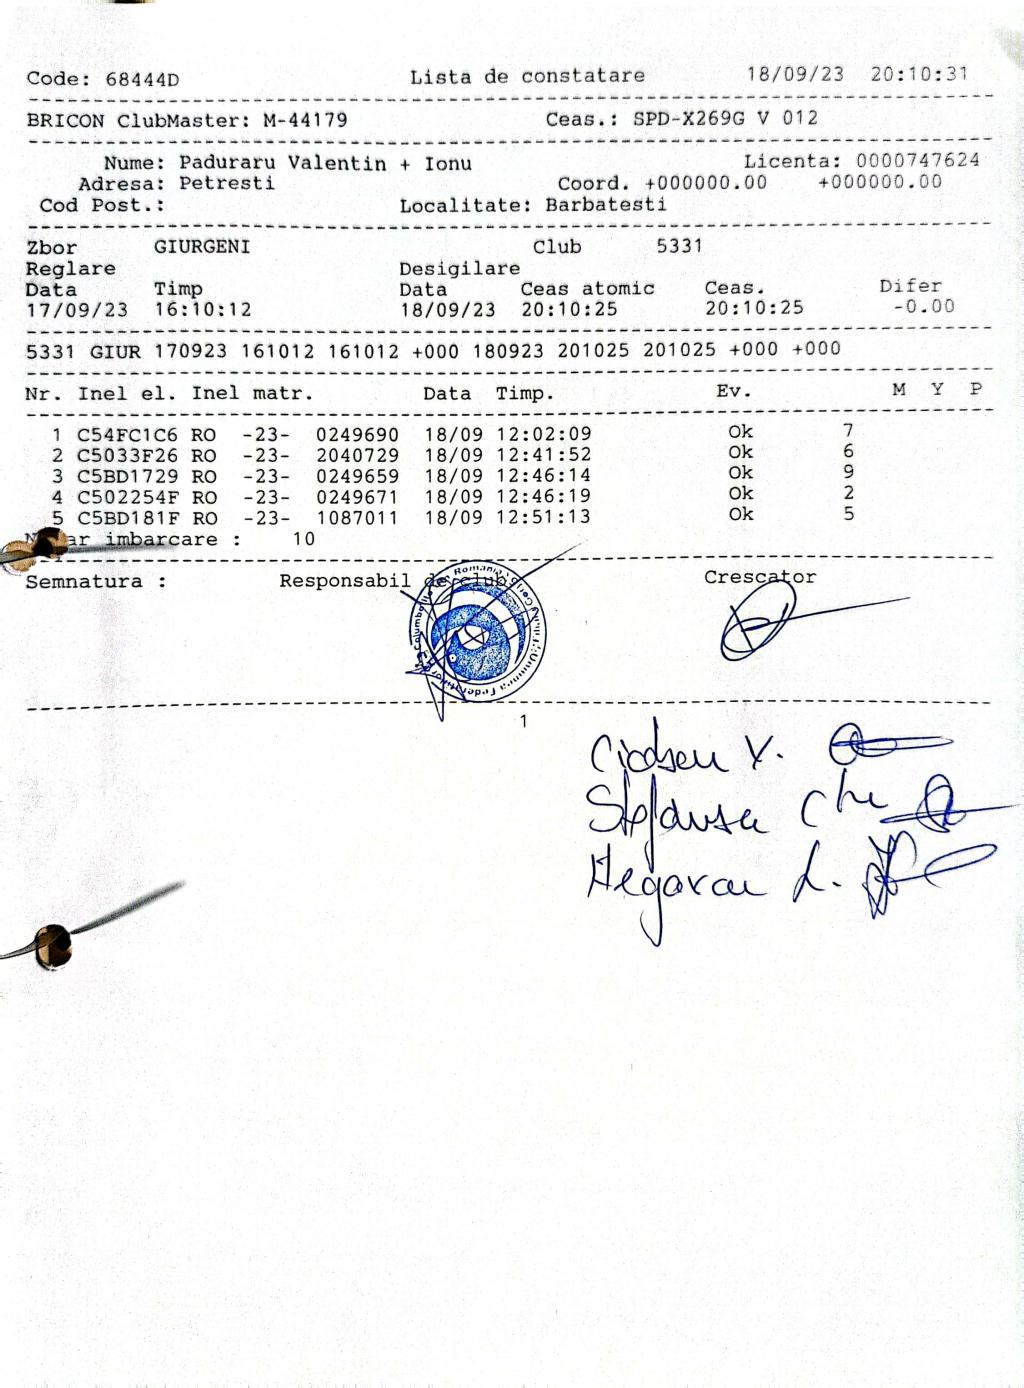 Code: 68444D Lista de constatare 18/09/23 20:10:31
BRICON ClubMaster: M-44179 Ceas.: SPD-X269G V 012
Nume: Paduraru Valentin + Ionu Licenta: 0000747624
Adresa: Petresti Coord. +000000.00 +000000.00
Cod Post.: Localitate: Barbatesti
Zbor GIURGENI Club 5331
Reglare Desigilare
Data Timp Data Ceas atomic Ceas. Difer
17/09/23 16:10:12 18/09/23 20:10:25 20:10:25 -0.00
5331 GIUR 170923 161012 161012 +000 180923 201025 201025 +000 +000
Nr. Inel el. Inel matr. Data Timp. Ev. M Y P
1 C54FC1C6 RO -23- 0249690 18/09 12:02:09 Ok 7
2 C5033F26 RO -23- 2040729 18/09 12:41:52 Ok 6
3 C5BD1729 RO -23- 0249659 18/09 12:46:14 Ok 9
4 C502254F RO -23- 0249671 18/09 12:46:19 Ok 2
5 C5BD181F RO -23- 1087011 18/09 12:51:13 Ok 5
ar imbarcare : 10
Semnatura : Responsabil de club Crescator
1